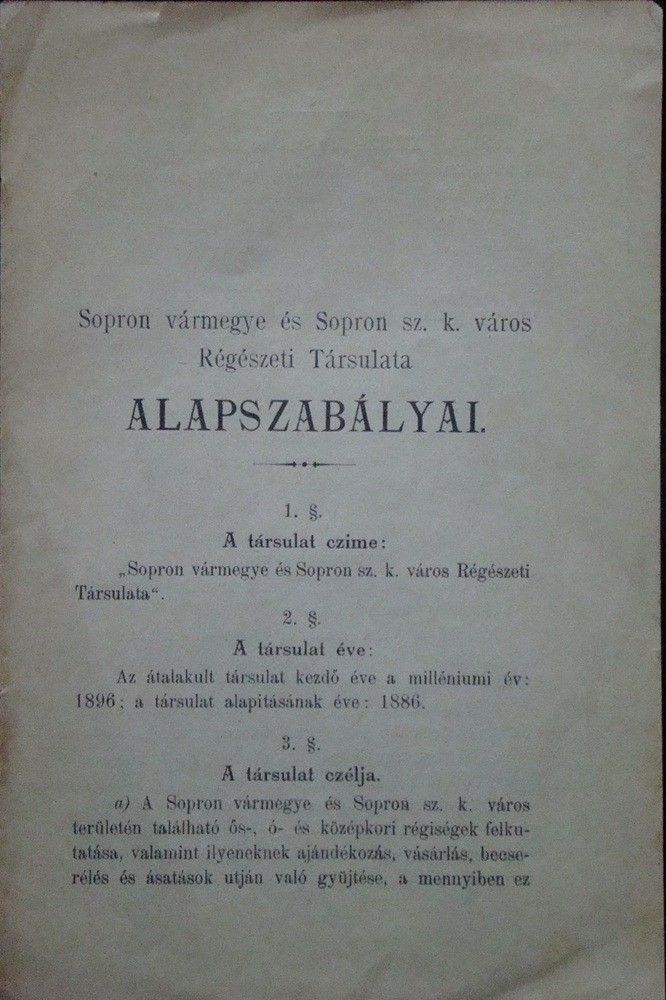 Sopron vármegye és Sopron sz. k. város
Régészeti Társulata
ALAPSZABÁLYAI.
1. §.
A társulat czime:
„Sopron vármegye és Sopron sz. k. város Régészeti
Társulata“.
2. §.
A társulat éve:
Az átalakult társulat kezdő éve a milléniumi év:
1896; a társulat alapitásának éve: 1886.
3. §.
A társulat czélja.
a) A Sopron vármegye és Sopron sz. k. város
területén található ős-, ó- és középkori régiségek felku-
tatása, valamint ilyeneknek ajándékozás, vásárlás, becse-
rélés és ásatások utján való gyüjtése, a mennyiben ez